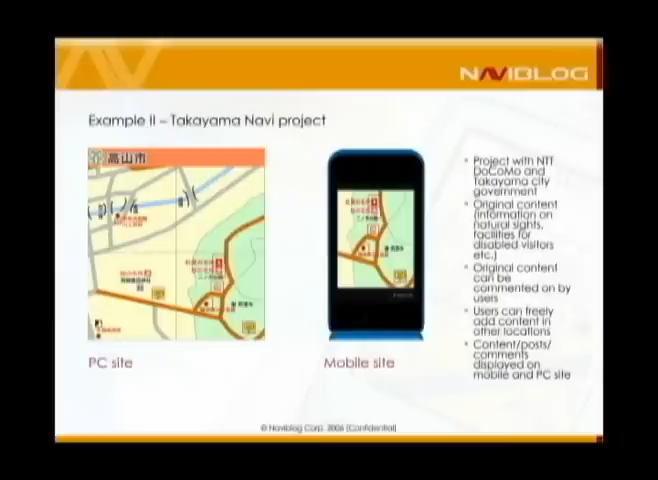 NAVIBLOG
Example II – Takayama Navi project
高山市
• Project with NTT
DoCoMo and
Takayama city
government
• Original content
(information on
natural sights,
facilities for
disabled visitors
etc.)
• Original content
can be
commented on by
users
• Users can freely
add content in
other locations
• Content/posts/
comments
displayed on
mobile and PC site
PC site
Mobile site
© Naviblog Corp. 2006 (Confidential)